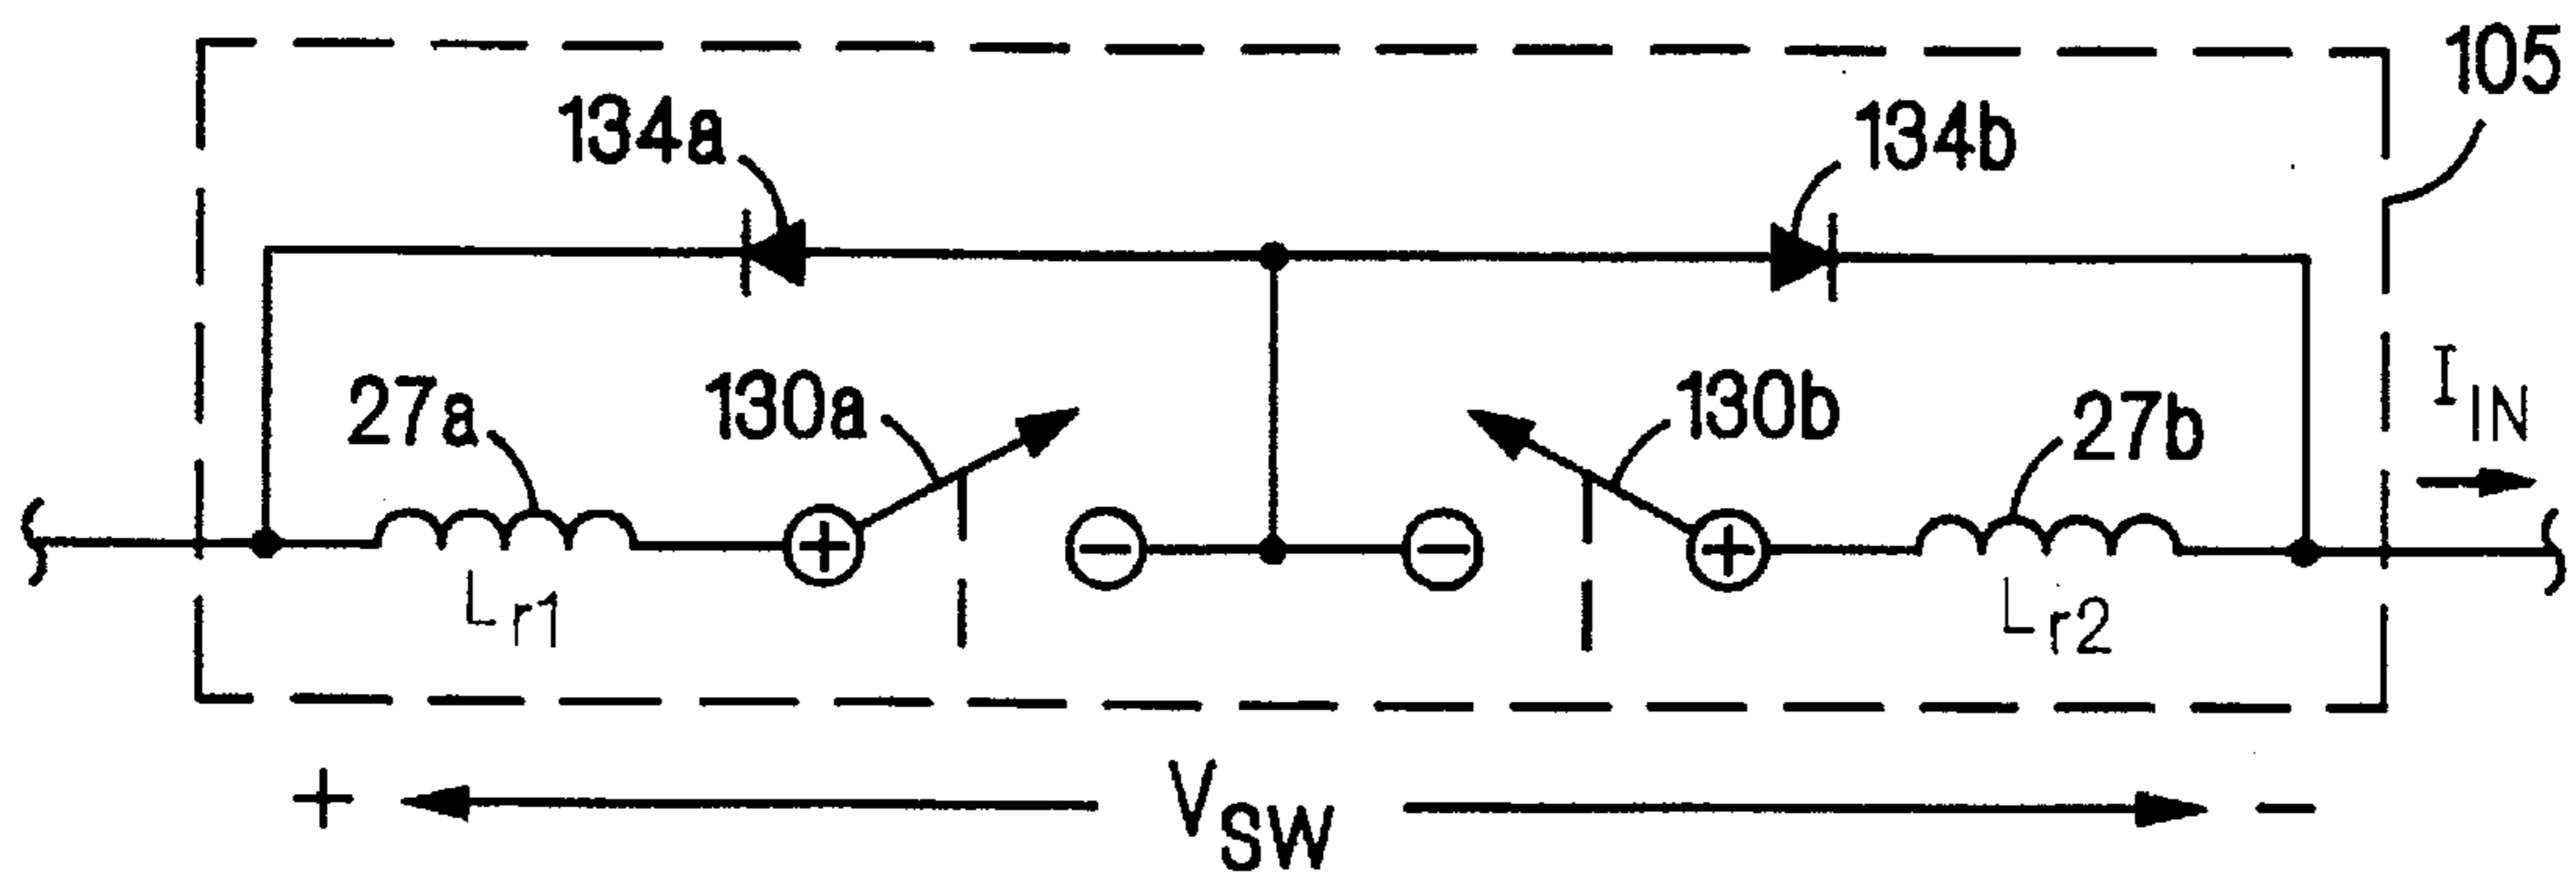 105
134a
134b
27a
130a
130b
27b
I_IN
+
−
−
+
L_r1
L_r2
+ V_SW −